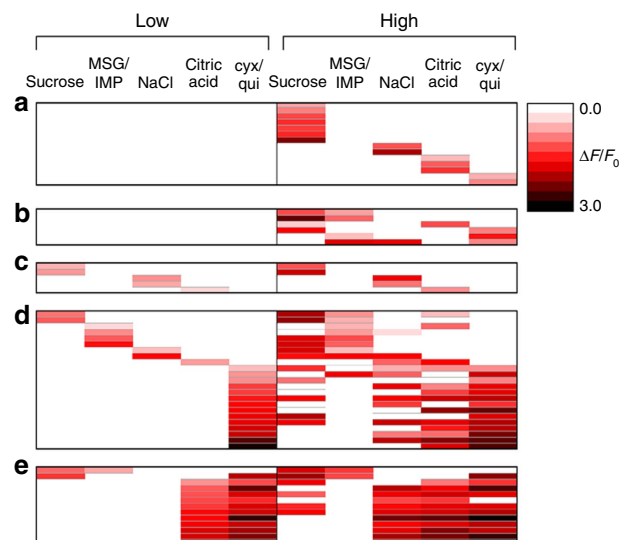 Low High
Sucrose MSG/IMP NaCl Citric acid cyx/qui Sucrose MSG/IMP NaCl Citric acid cyx/qui
a
0.0
ΔF/F0
3.0
b
c
d
e